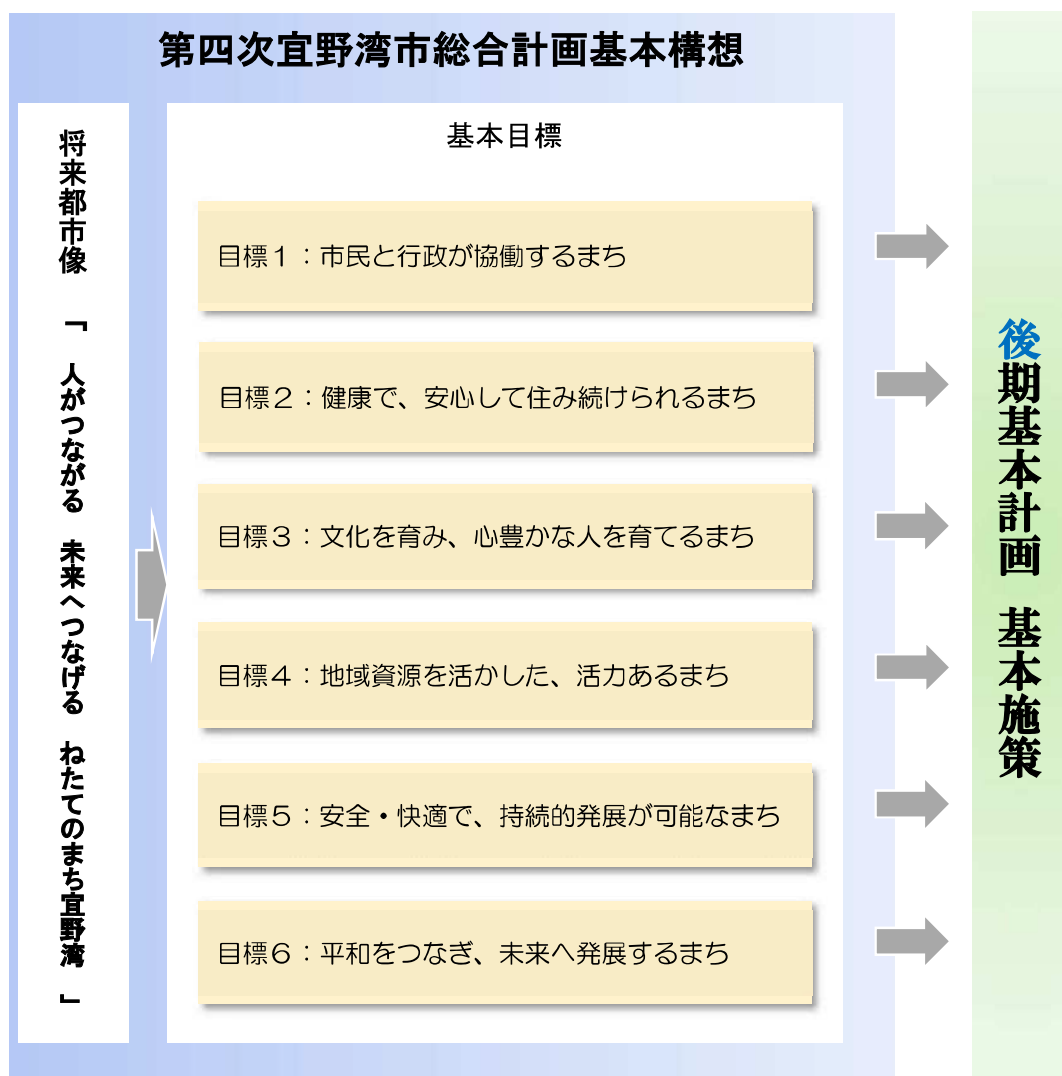 第四次宜野湾市総合計画基本構想
将来都市像 「 人がつながる 未来へつなげる ねたてのまち宜野湾 」
基本目標
目標１：市民と行政が協働するまち
目標２：健康で、安心して住み続けられるまち
目標３：文化を育み、心豊かな人を育てるまち
目標４：地域資源を活かした、活力あるまち
目標５：安全・快適で、持続的発展が可能なまち
目標６：平和をつなぎ、未来へ発展するまち
後期基本計画 基本施策